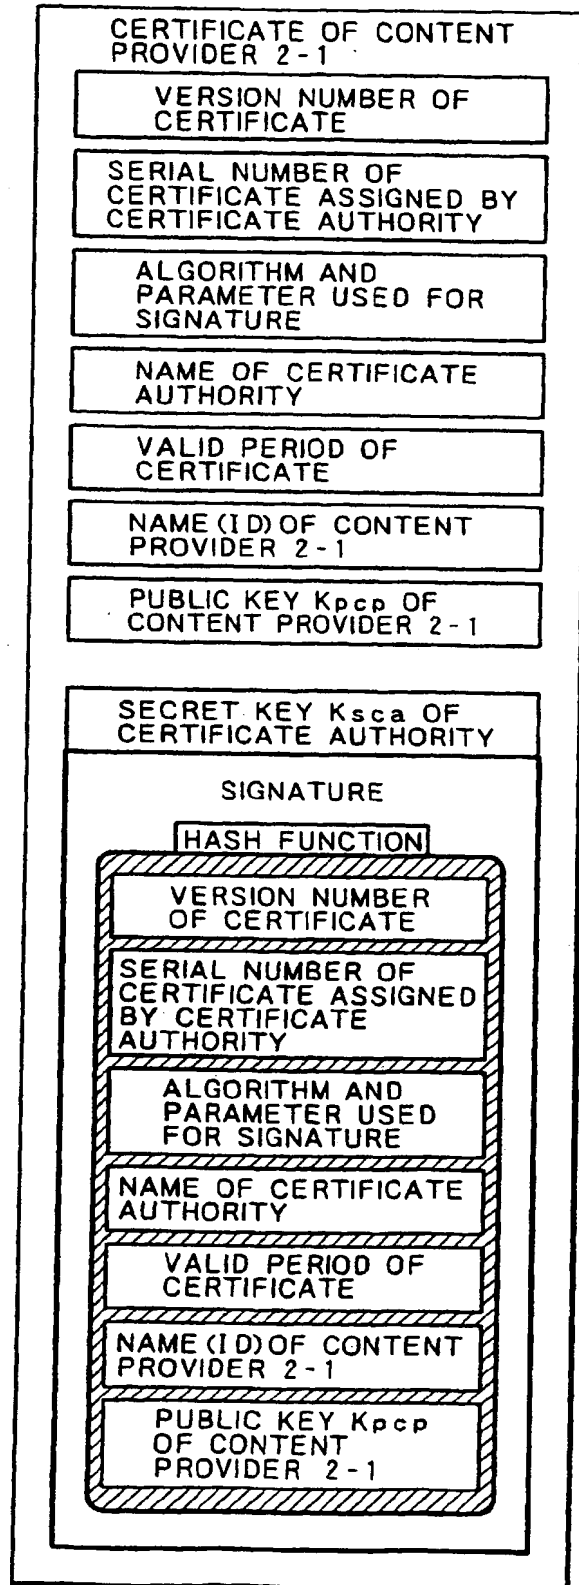 CERTIFICATE OF CONTENT
PROVIDER 2-1
VERSION NUMBER OF
CERTIFICATE
SERIAL NUMBER OF
CERTIFICATE ASSIGNED BY
CERTIFICATE AUTHORITY
ALGORITHM AND
PARAMETER USED FOR
SIGNATURE
NAME OF CERTIFICATE
AUTHORITY
VALID PERIOD OF
CERTIFICATE
NAME(ID)OF CONTENT
PROVIDER 2-1
PUBLIC KEY Kpcp OF
CONTENT PROVIDER 2-1
SECRET KEY Ksca OF
CERTIFICATE AUTHORITY
SIGNATURE
HASH FUNCTION
VERSION NUMBER
OF CERTIFICATE
SERIAL NUMBER OF
CERTIFICATE ASSIGNED
BY CERTIFICATE
AUTHORITY
ALGORITHM AND
PARAMETER USED
FOR SIGNATURE
NAME OF CERTIFICATE
AUTHORITY
VALID PERIOD OF
CERTIFICATE
NAME(ID)OF CONTENT
PROVIDER 2-1
PUBLIC KEY Kpcp
OF CONTENT
PROVIDER 2-1